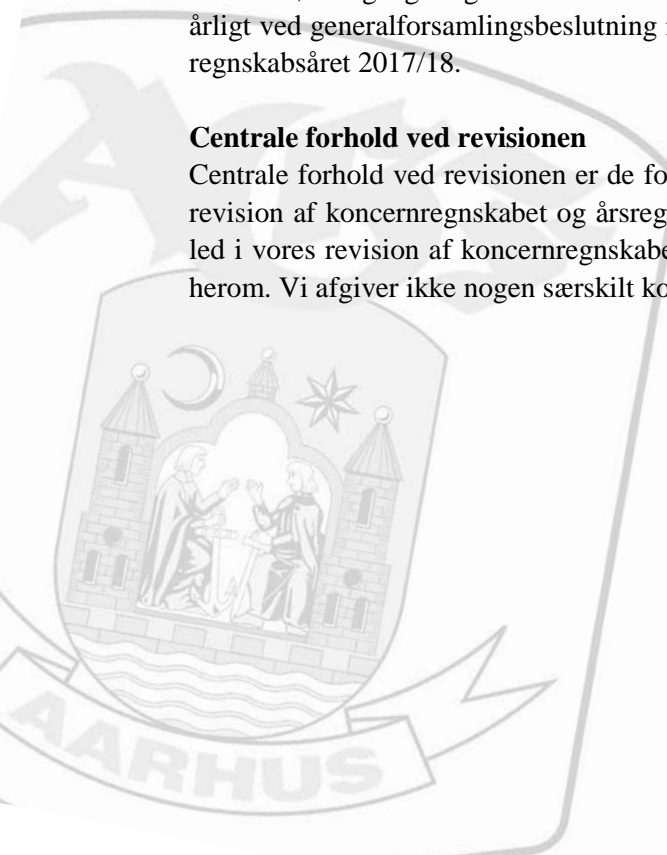 årligt ved generalforsamlingsbeslutning
regnskabsåret 2017/18.
Centrale forhold ved revisionen
Centrale forhold ved revisionen er de fo
revision af koncernregnskabet og årsreg
led i vores revision af koncernregnskabe
herom. Vi afgiver ikke nogen særskilt ko
AGF
AARHUS